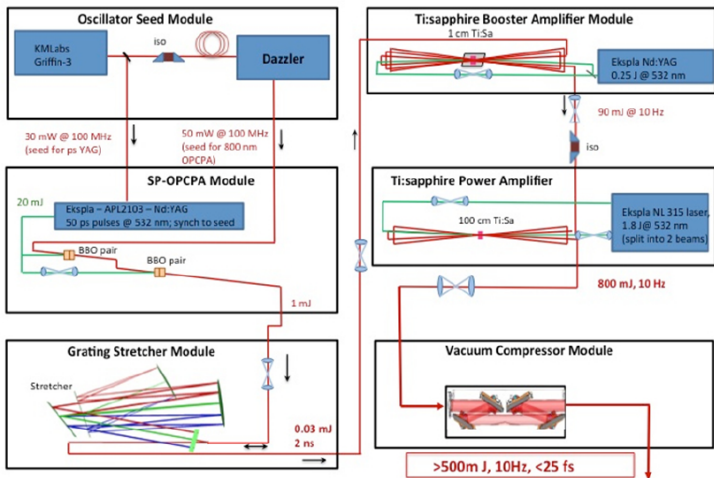 Oscillator Seed Module
KMLabs
Griffin-3
iso
Dazzler
30 mW @ 100 MHz
(seed for ps YAG)
50 mW @ 100 MHz
(seed for 800 nm
OPCPA)
SP-OPCPA Module
20 mJ
Ekspla – APL2103 – Nd:YAG
50 ps pulses @ 532 nm; synch to seed
BBO pair
BBO pair
1 mJ
Grating Stretcher Module
Stretcher
0.03 mJ
2 ns
Ti:sapphire Booster Amplifier Module
1 cm Ti:Sa
Ekspla Nd:YAG
0.25 J @ 532 nm
90 mJ @ 10 Hz
iso
Ti:sapphire Power Amplifier
100 cm Ti:Sa
Ekspla NL 315 laser,
1.8 J@ 532 nm
(split into 2 beams)
800 mJ, 10 Hz
Vacuum Compressor Module
>500m J, 10Hz, <25 fs